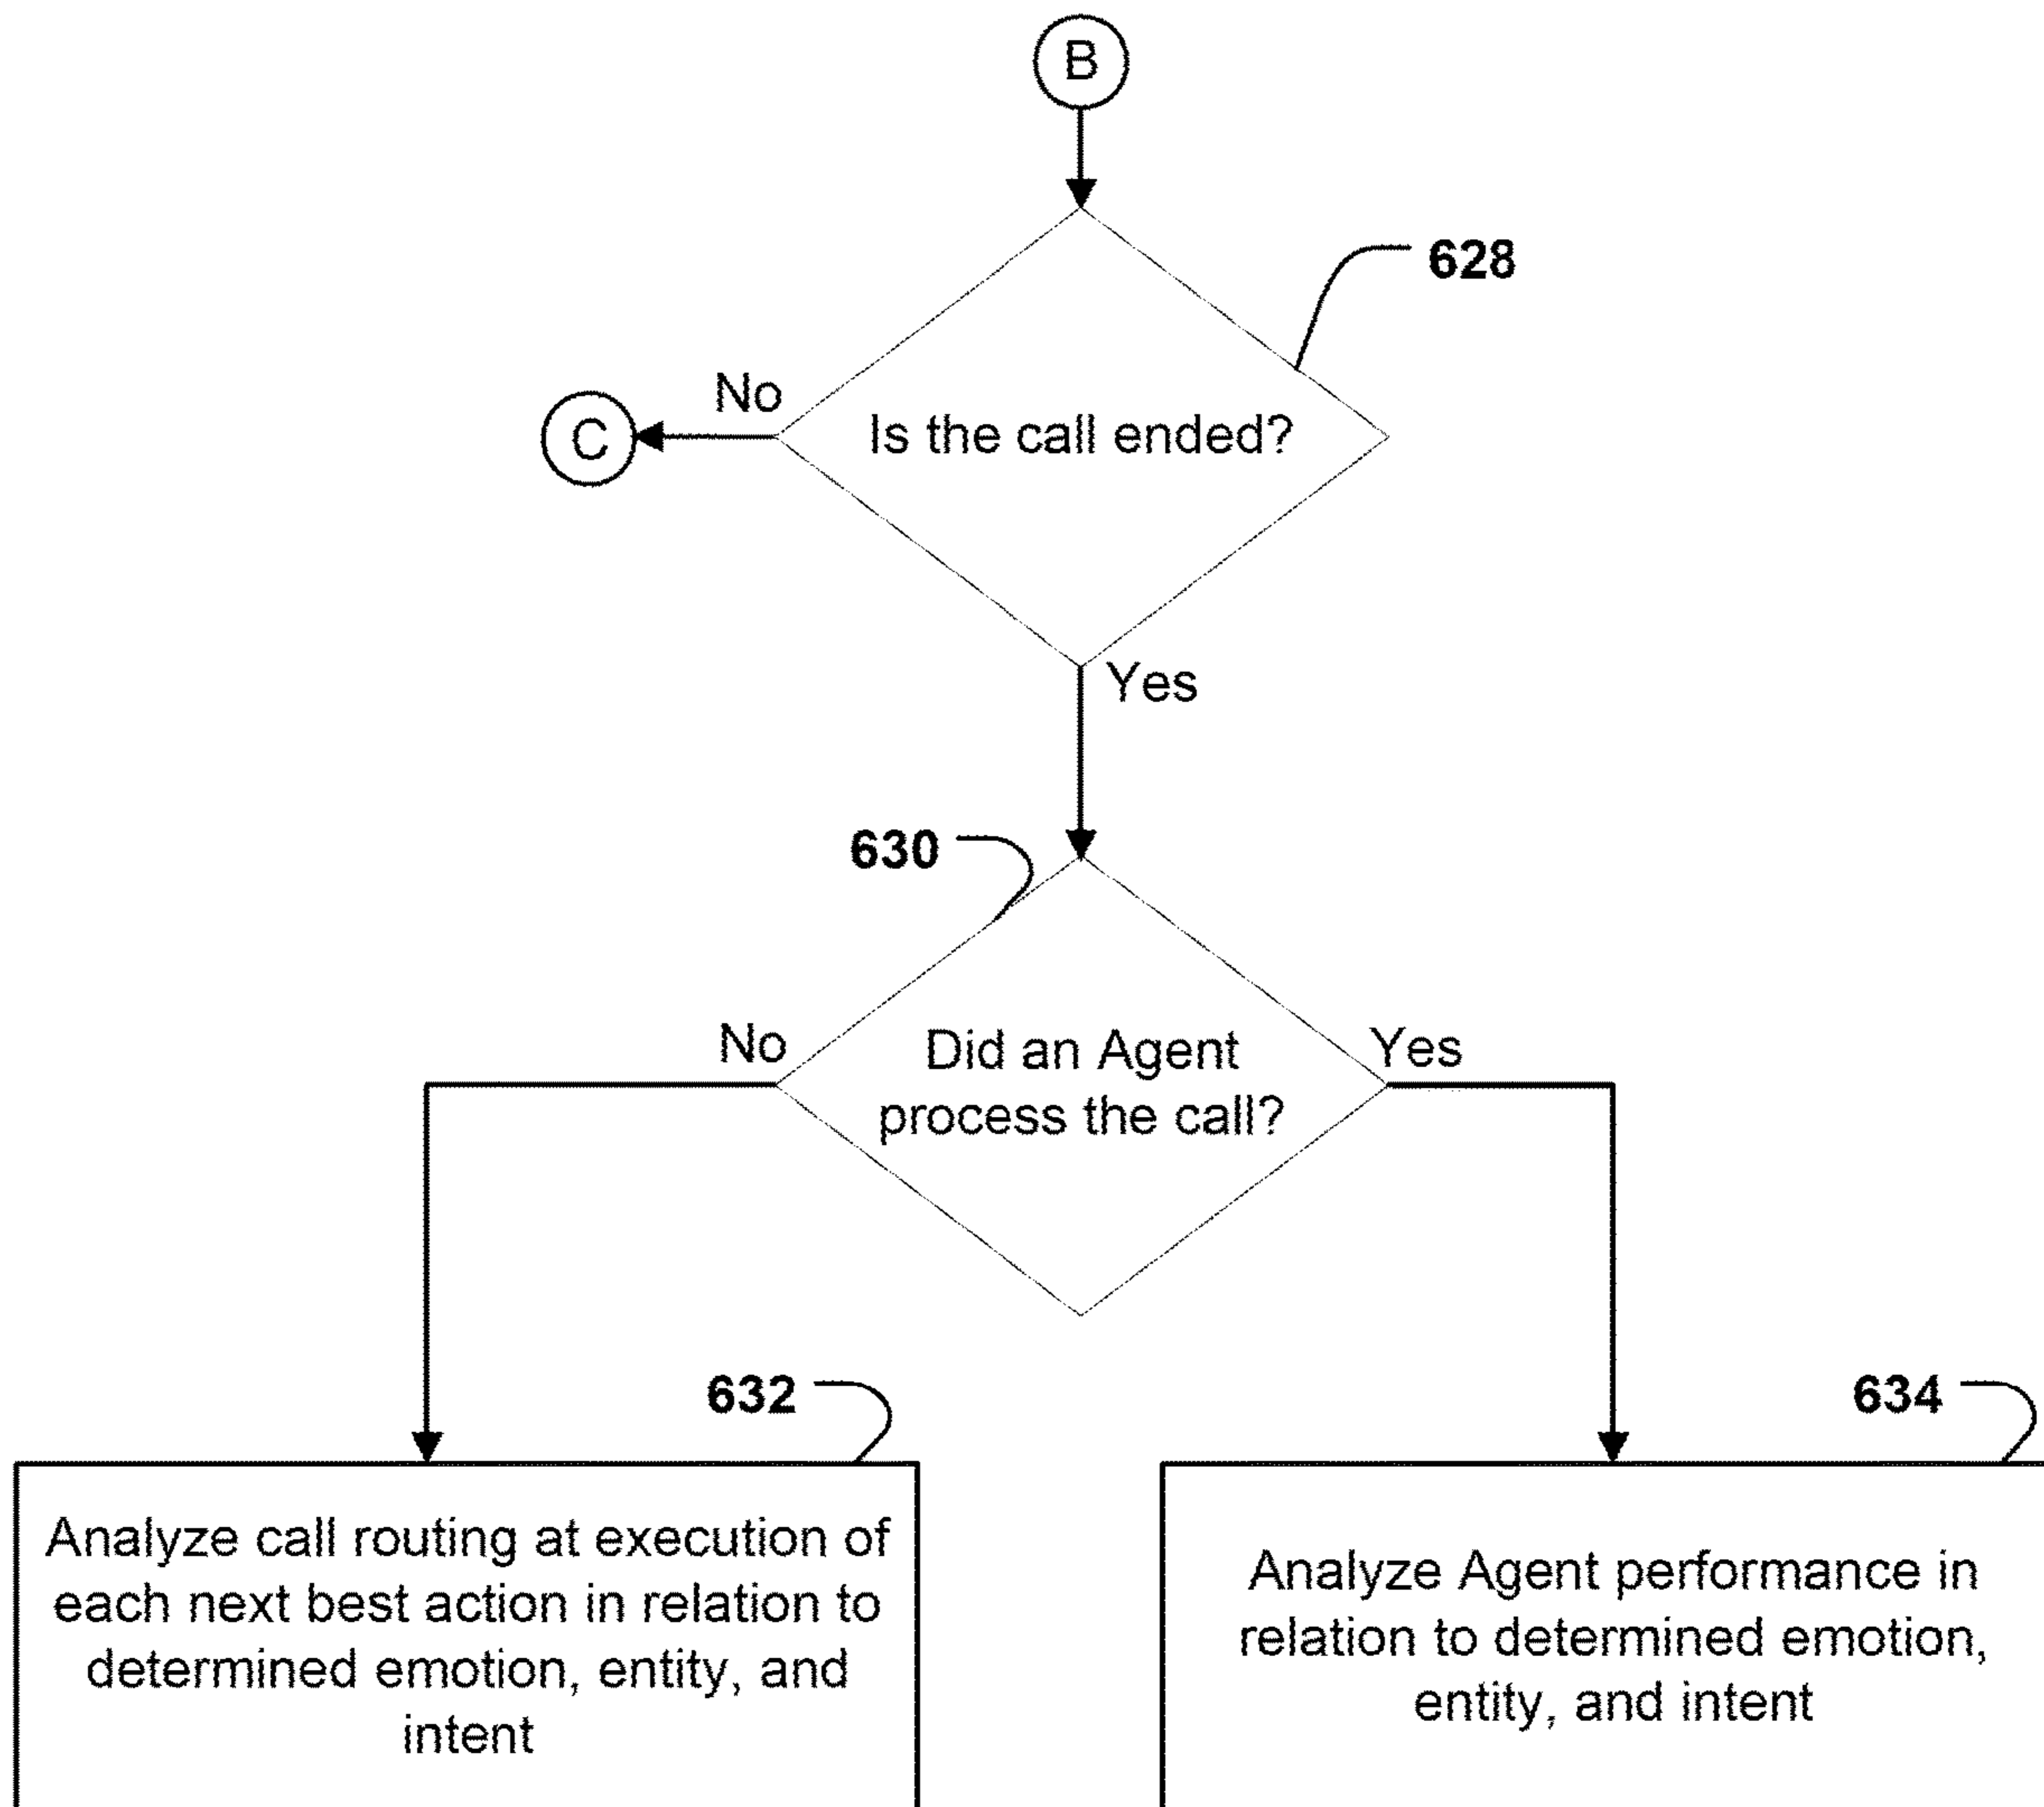 B
628
No
C
Is the call ended?
Yes
630
No
Did an Agent
process the call?
Yes
632
634
Analyze call routing at execution of
each next best action in relation to
determined emotion, entity, and
intent
Analyze Agent performance in
relation to determined emotion,
entity, and intent